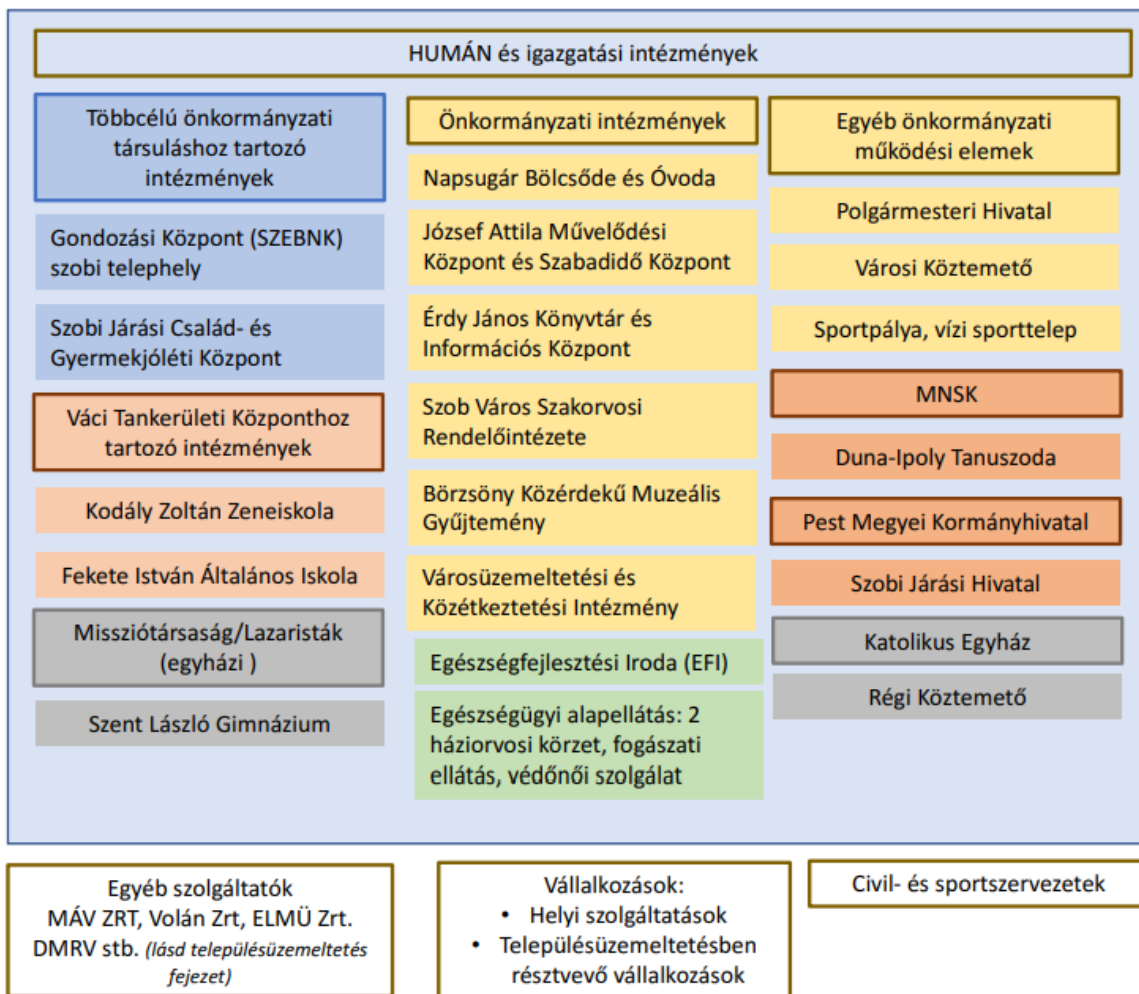 HUMÁN és igazgatási intézmények
Többcélú önkormányzati
társuláshoz tartozó
intézmények
Gondozási Központ (SZEBNK)
szobi telephely
Szobi Járási Család- és
Gyermekjóléti Központ
Váci Tankerületi Központhoz
tartozó intézmények
Kodály Zoltán Zeneiskola
Fekete István Általános Iskola
Missziótársaság/Lazaristák
(egyházi )
Szent László Gimnázium
Önkormányzati intézmények
Napsugár Bölcsőde és Óvoda
József Attila Művelődési
Központ és Szabadidő Központ
Érdy János Könyvtár és
Információs Központ
Szob Város Szakorvosi
Rendelőintézete
Börzsöny Közérdekű Muzeális
Gyűjtemény
Városüzemeltetési és
Közétkeztetési Intézmény
Egészségfejlesztési Iroda (EFI)
Egészségügyi alapellátás: 2
háziorvosi körzet, fogászati
ellátás, védőnői szolgálat
Egyéb önkormányzati
működési elemek
Polgármesteri Hivatal
Városi Köztemető
Sportpálya, vízi sporttelep
MNSK
Duna-Ipoly Tanuszoda
Pest Megyei Kormányhivatal
Szobi Járási Hivatal
Katolikus Egyház
Régi Köztemető
Egyéb szolgáltatók
MÁV ZRT, Volán Zrt, ELMÜ Zrt.
DMRV stb. (lásd településüzemeltetés
fejezet)
Vállalkozások:
• Helyi szolgáltatások
• Településüzemeltetésben
résztvevő vállalkozások
Civil- és sportszervezetek